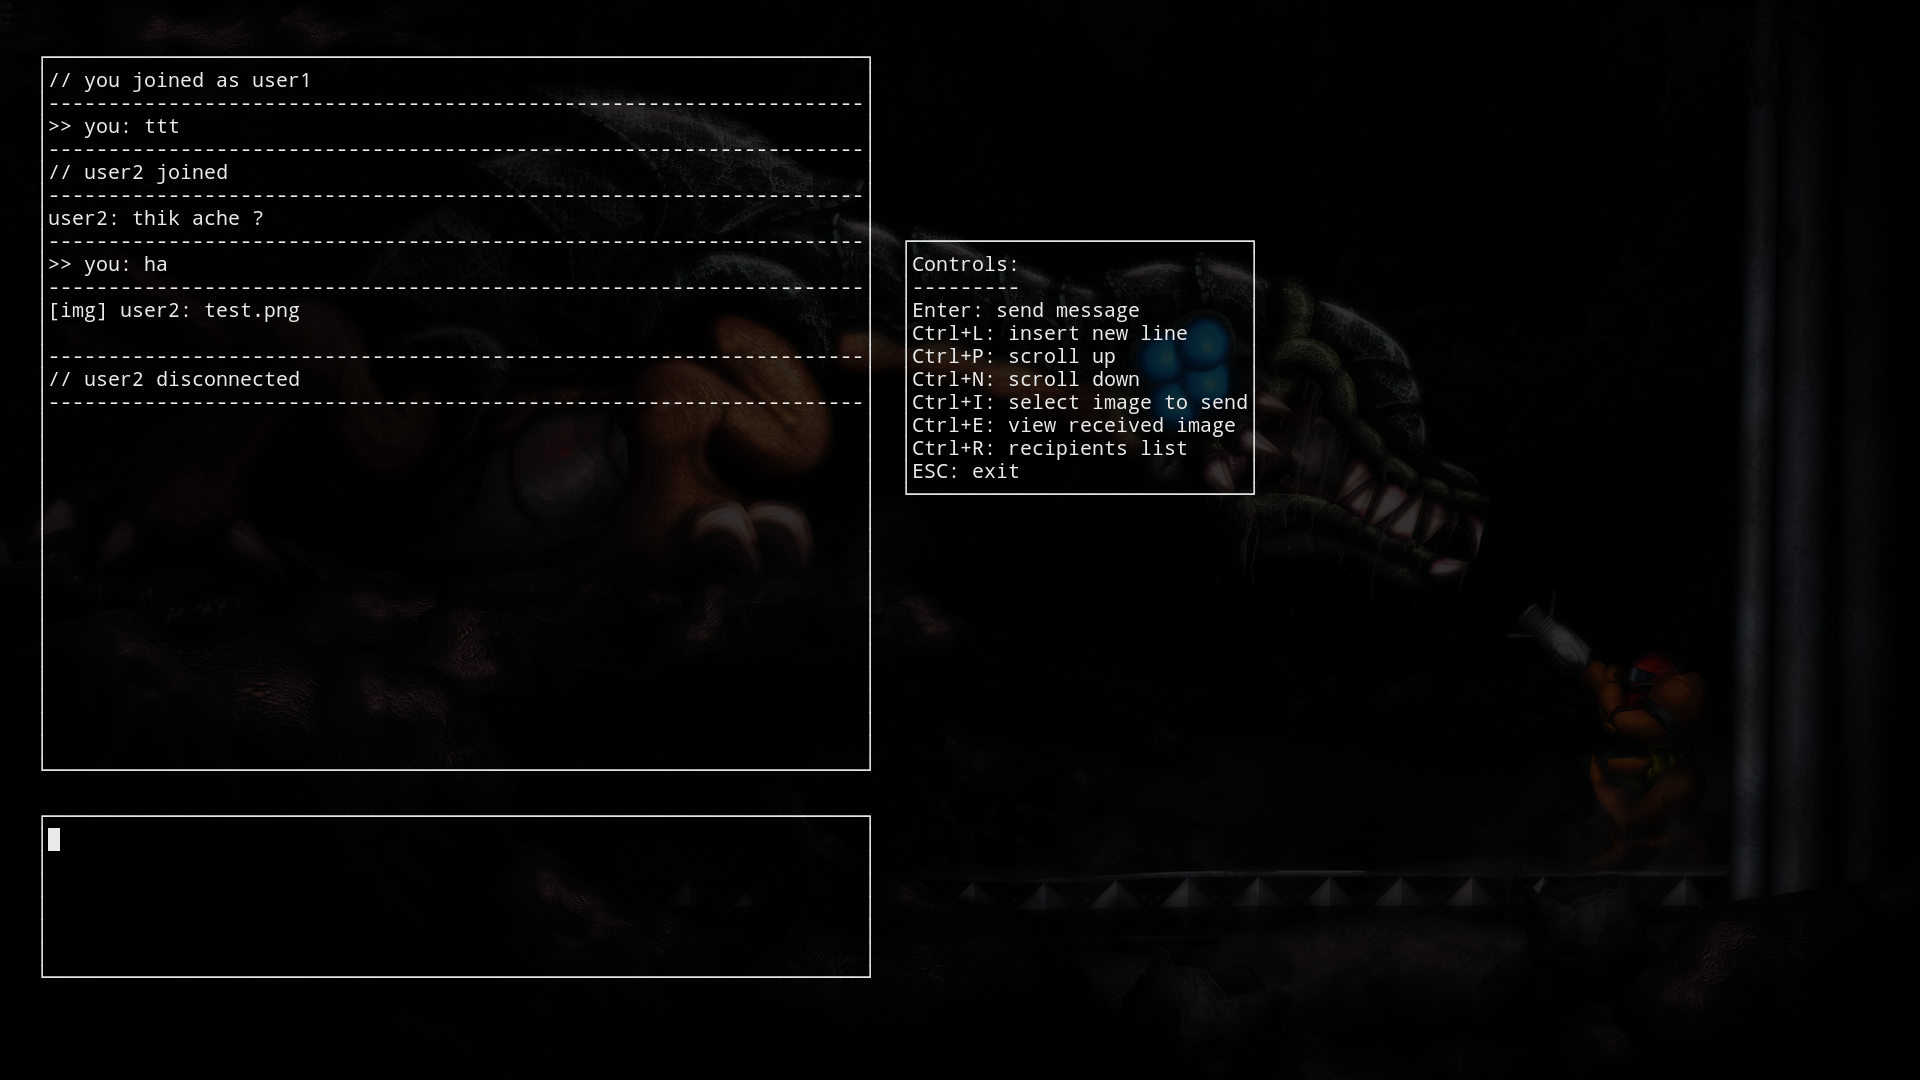 // you joined as user1
--------------------------------------------------------------------
>> you: ttt
--------------------------------------------------------------------
// user2 joined
--------------------------------------------------------------------
user2: thik ache ?
--------------------------------------------------------------------
>> you: ha
--------------------------------------------------------------------
[img] user2: test.png
--------------------------------------------------------------------
// user2 disconnected
--------------------------------------------------------------------
Controls:
---------
Enter: send message
Ctrl+L: insert new line
Ctrl+P: scroll up
Ctrl+N: scroll down
Ctrl+I: select image to send
Ctrl+E: view received image
Ctrl+R: recipients list
ESC: exit